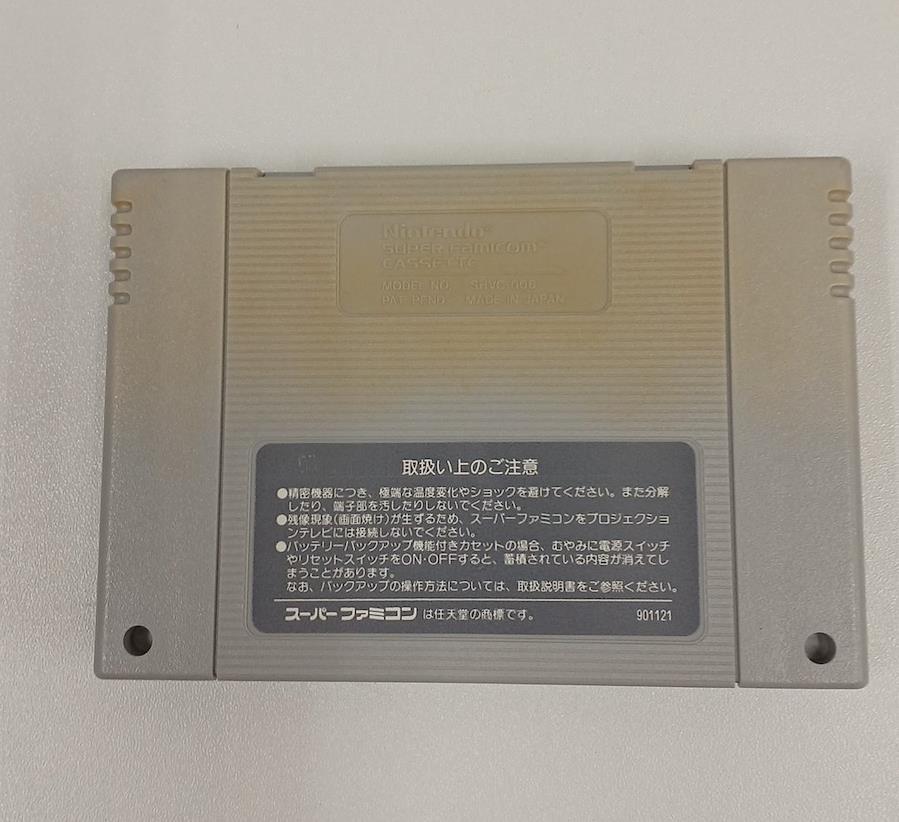 Nintendo®
SUPER FAMICOM™
CASSETTE
MODEL NO. SHVC-006
PAT. PEND. MADE IN JAPAN
取扱い上のご注意
●精密機器につき、極端な温度変化やショックを避けてください。また分解
したり、端子部を汚したりしないでください。
●残像現象(画面焼け)が生ずるため、スーパーファミコンをプロジェクショ
ンテレビには接続しないでください。
●バッテリーバックアップ機能付きカセットの場合、むやみに電源スイッチ
やリセットスイッチをON・OFFすると、蓄積されている内容が消えてし
まうことがあります。
なお、バックアップの操作方法については、取扱説明書をご参照ください。
スーパーファミコン は任天堂の商標です。 901121